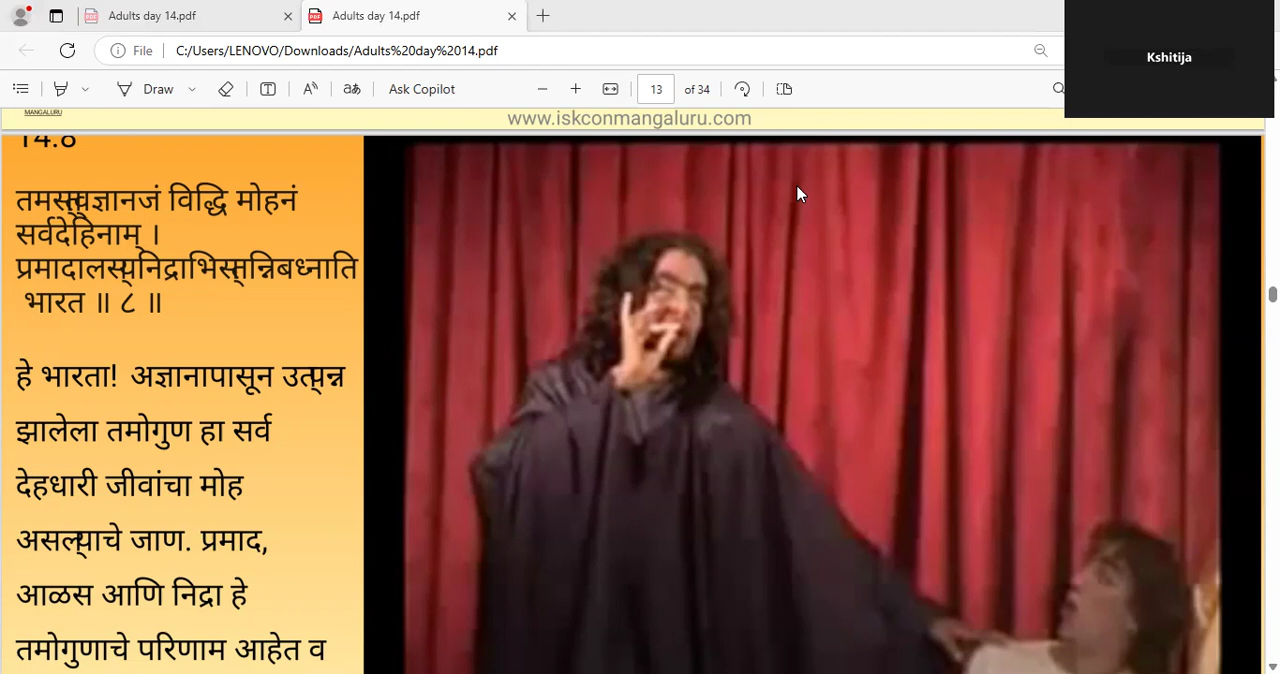 Adults day 14.pdf
Adults day 14.pdf
File
C:/Users/LENOVO/Downloads/Adults%20day%2014.pdf
Kshitija
Draw
Ask Copilot
13
of 34
MANGALURU
www.iskconmangaluru.com
14.8
तमस्त्वज्ञानजं विद्धि मोहनं
सर्वदेहिनाम् ।
प्रमादालस्यनिद्राभिस्तन्निबध्नाति
भारत ॥ ८ ॥
हे भारता! अज्ञानापासून उत्पन्न
झालेला तमोगुण हा सर्व
देहधारी जीवांचा मोह
असल्याचे जाण. प्रमाद,
आळस आणि निद्रा हे
तमोगुणाचे परिणाम आहेत व